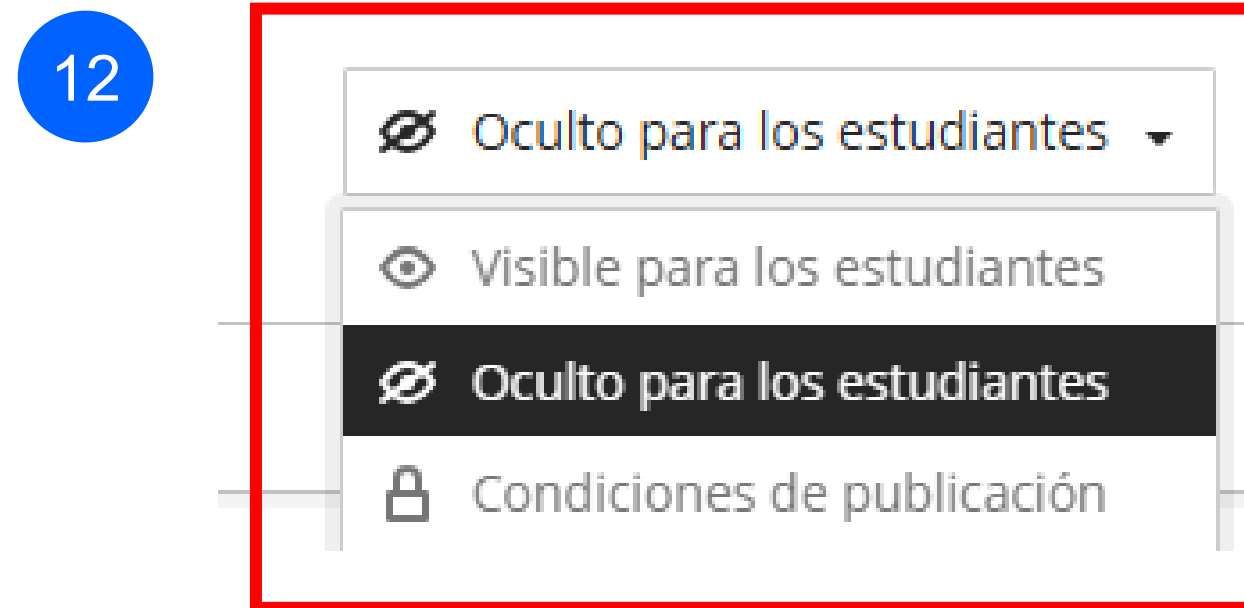 12
Oculto para los estudiantes
Visible para los estudiantes
Oculto para los estudiantes
Condiciones de publicación